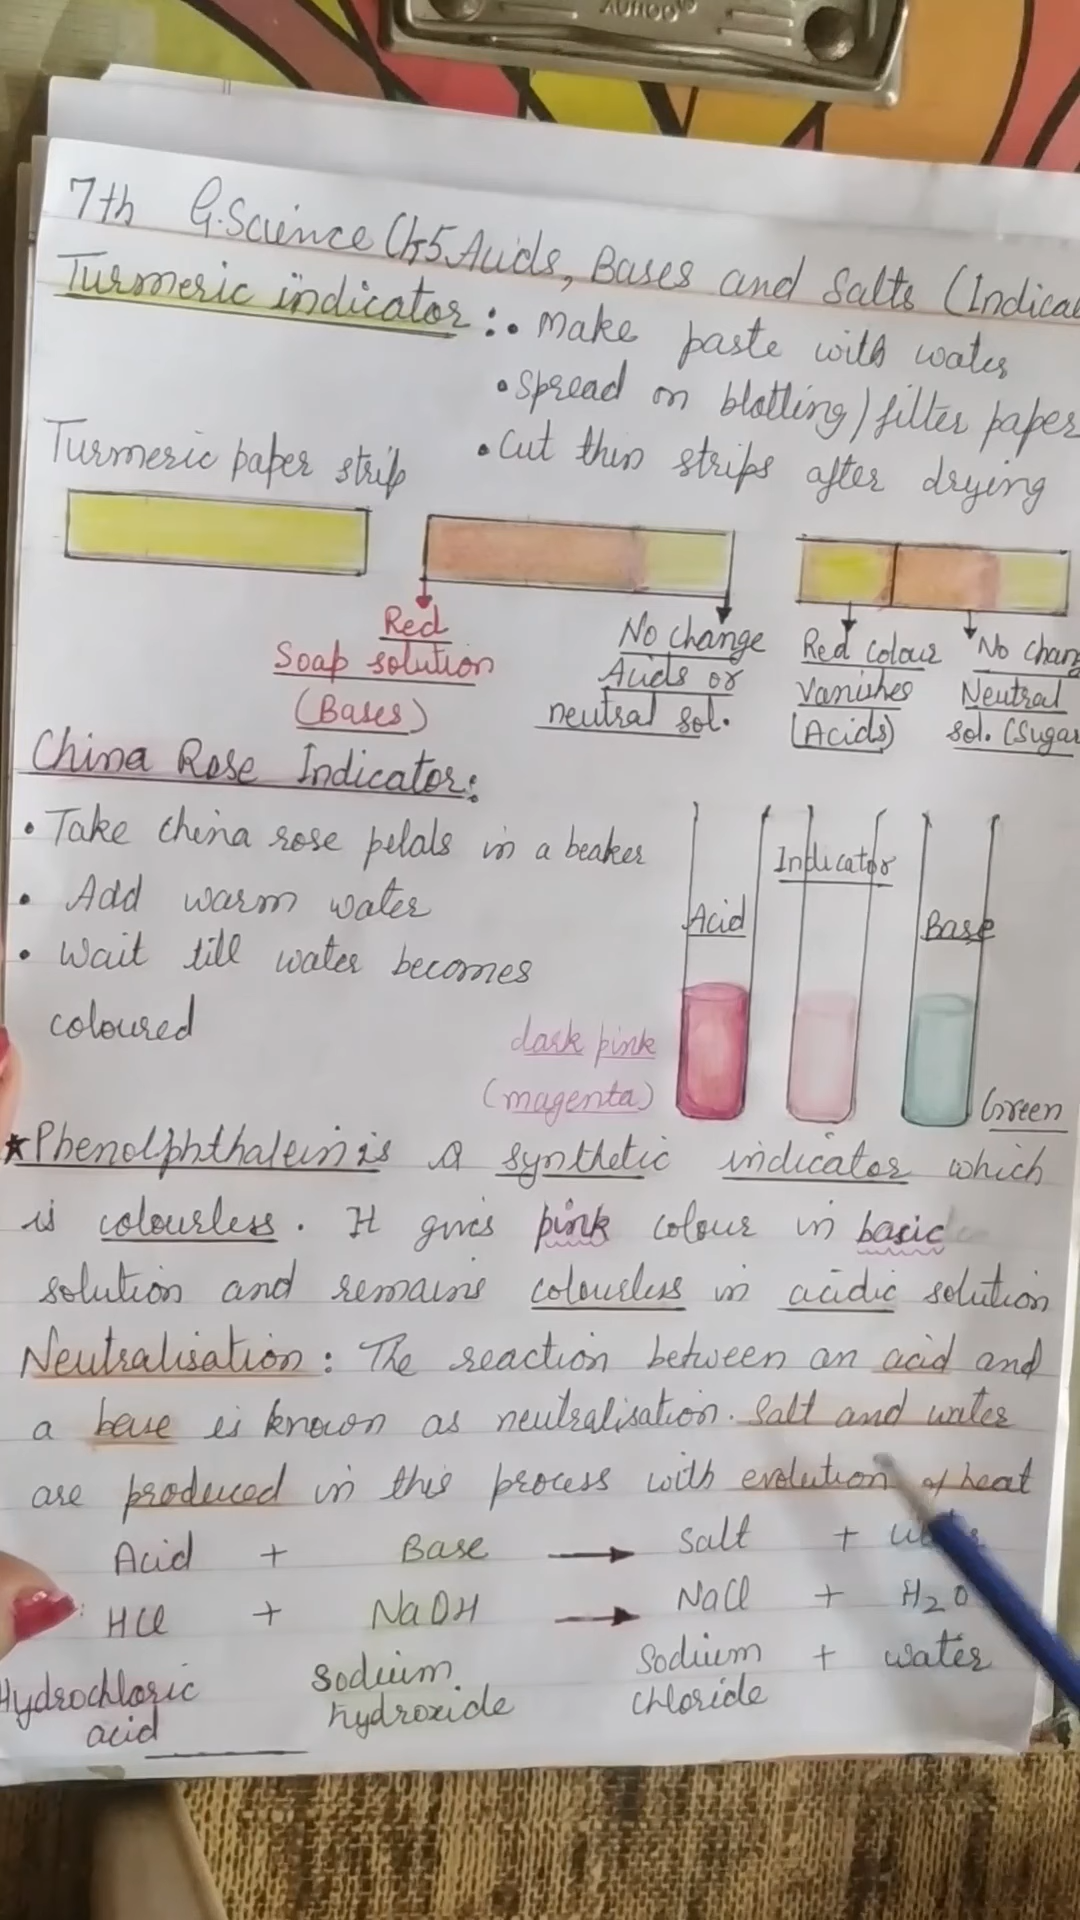 7th G.Science Ch5 Acids, Bases and Salts (Indica
Turmeric indicator :• make paste with water
• spread on blotting/filter paper
• Cut thin strips after drying
Turmeric paper strip
Red
Soap solution
(Bases)
No change
Acids or
neutral sol.
Red colour
vanishes
(Acids)
No chang
Neutral
sol. (Sugar
China Rose Indicator:
• Take china rose petals in a beaker
• Add warm water
• Wait till water becomes
coloured
Acid
Indicator
Base
dark pink
(magenta)
Green
★Phenolphthalein is a synthetic indicator which
is colourless. It gives pink colour in basic
solution and remains colourless in acidic solution
Neutralisation: The reaction between an acid and
a base is known as neutralisation. Salt and water
are produced in this process with evolution of heat
Acid + Base → Salt +
HCl + NaOH → NaCl + H₂O
Hydrochloric acid
Sodium hydroxide
Sodium chloride + water